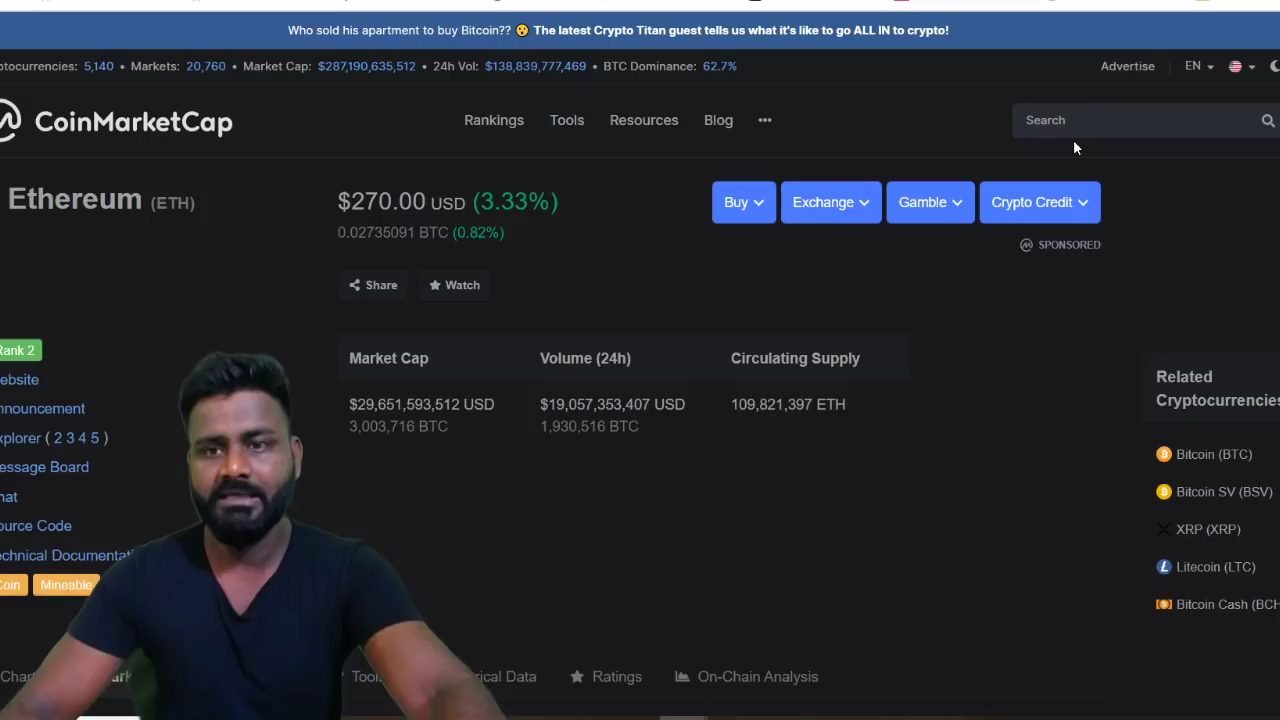 Who sold his apartment to buy Bitcoin?? 😮 The latest Crypto Titan guest tells us what it's like to go ALL IN to crypto!
ptocurrencies: 5,140 • Markets: 20,760 • Market Cap: $287,190,635,512 • 24h Vol: $138,839,777,469 • BTC Dominance: 62.7%
Advertise EN
CoinMarketCap
Rankings Tools Resources Blog •••
Search
Ethereum (ETH)
$270.00 USD (3.33%)
0.02735091 BTC (0.82%)
Buy Exchange Gamble Crypto Credit
SPONSORED
Share Watch
Rank 2
ebsite
nnouncement
xplorer ( 2 3 4 5 )
essage Board
hat
ource Code
echnical Documentati
Coin Mineable
Market Cap Volume (24h) Circulating Supply
$29,651,593,512 USD $19,057,353,407 USD 109,821,397 ETH
3,003,716 BTC 1,930,516 BTC
Related
Cryptocurrencies
Bitcoin (BTC)
Bitcoin SV (BSV)
XRP (XRP)
Litecoin (LTC)
Bitcoin Cash (BCH
Char ark Tool rical Data Ratings On-Chain Analysis